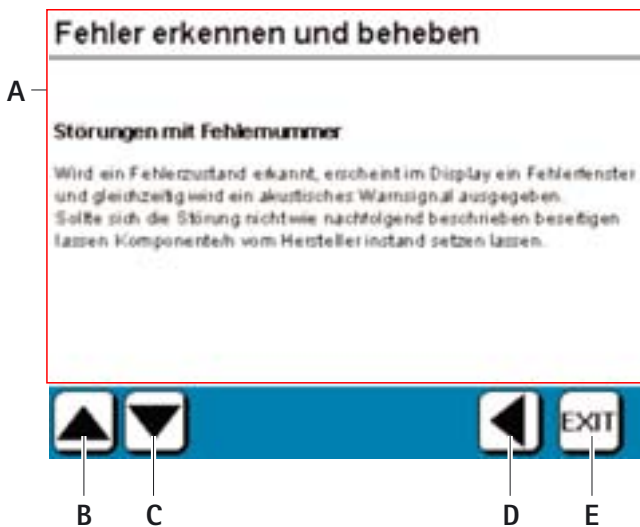 Fehler erkennen und beheben
A
Störungen mit Fehlernummer
Wird ein Fehlerzustand erkannt, erscheint im Display ein Fehlerfenster
und gleichzeitig wird ein akustisches Warnsignal ausgegeben.
Sollte sich die Störung nicht wie nachfolgend beschrieben beseitigen
lassen Komponente/n vom Hersteller instand setzen lassen.
EXIT
B C D E